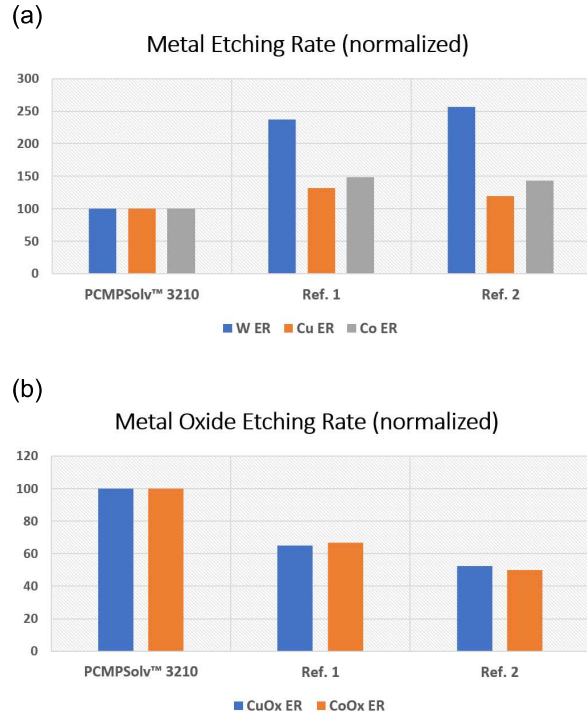 (a)
Metal Etching Rate (normalized)
300
250
200
150
100
50
0
PCMPSolv™ 3210 Ref. 1 Ref. 2
W ER Cu ER Co ER
(b)
Metal Oxide Etching Rate (normalized)
120
100
80
60
40
20
0
PCMPSolv™ 3210 Ref. 1 Ref. 2
CuOx ER CoOx ER